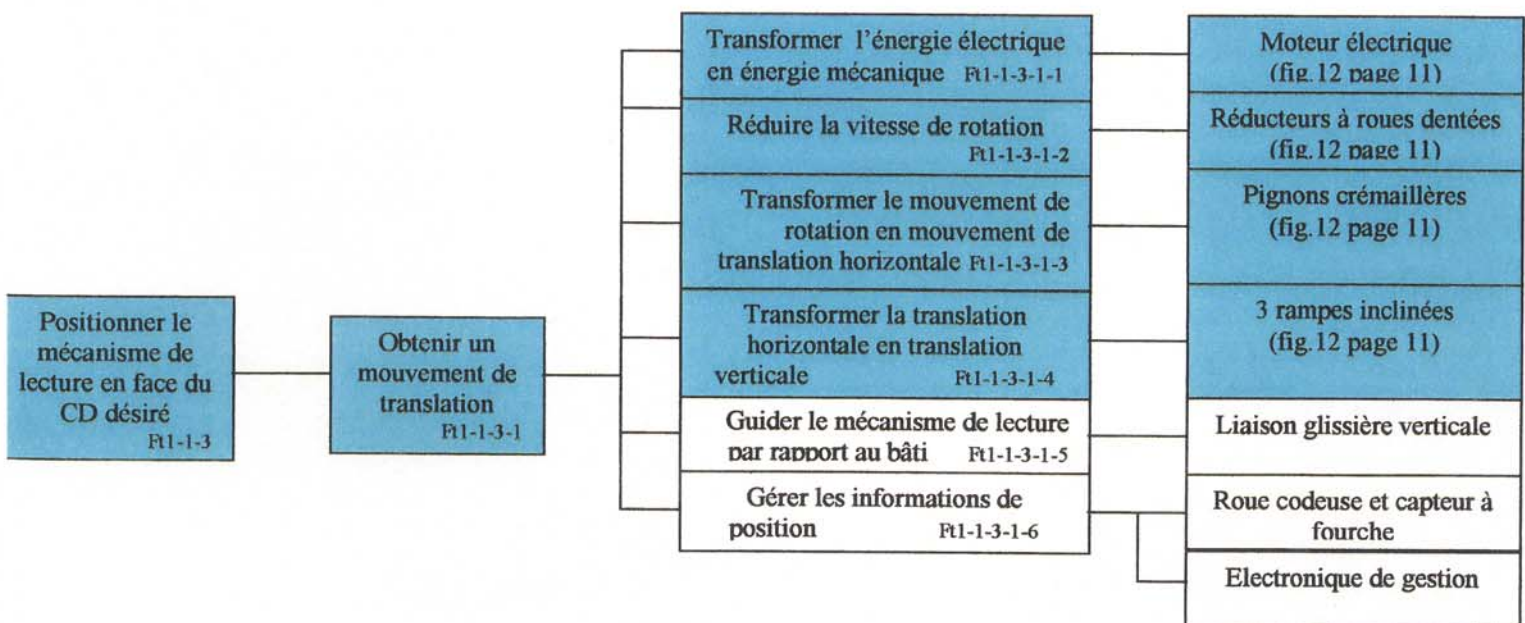 Positionner le
mécanisme de
lecture en face du
CD désiré
Ft1-1-3
Obtenir un
mouvement de
translation
Ft1-1-3-1
Transformer l'énergie électrique
en énergie mécanique Ft1-1-3-1-1
Réduire la vitesse de rotation
Ft1-1-3-1-2
Transformer le mouvement de
rotation en mouvement de
translation horizontale Ft1-1-3-1-3
Transformer la translation
horizontale en translation
verticale Ft1-1-3-1-4
Guider le mécanisme de lecture
par rapport au bâti Ft1-1-3-1-5
Gérer les informations de
position Ft1-1-3-1-6
Moteur électrique
(fig.12 page 11)
Réducteurs à roues dentées
(fig.12 page 11)
Pignons crémaillères
(fig.12 page 11)
3 rampes inclinées
(fig.12 page 11)
Liaison glissière verticale
Roue codeuse et capteur à
fourche
Electronique de gestion